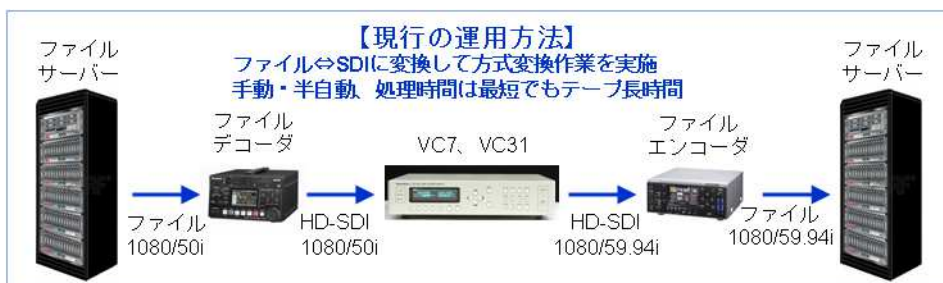 【現行の運用方法】
ファイル⇔SDIに変換して方式変換作業を実施
手動・半自動、処理時間は最短でもテープ長時間
ファイル
サーバー
ファイル
デコーダ
VC7、VC31
ファイル
エンコーダ
ファイル
サーバー
ファイル
1080/50i
HD-SDI
1080/50i
HD-SDI
1080/59.94i
ファイル
1080/59.94i